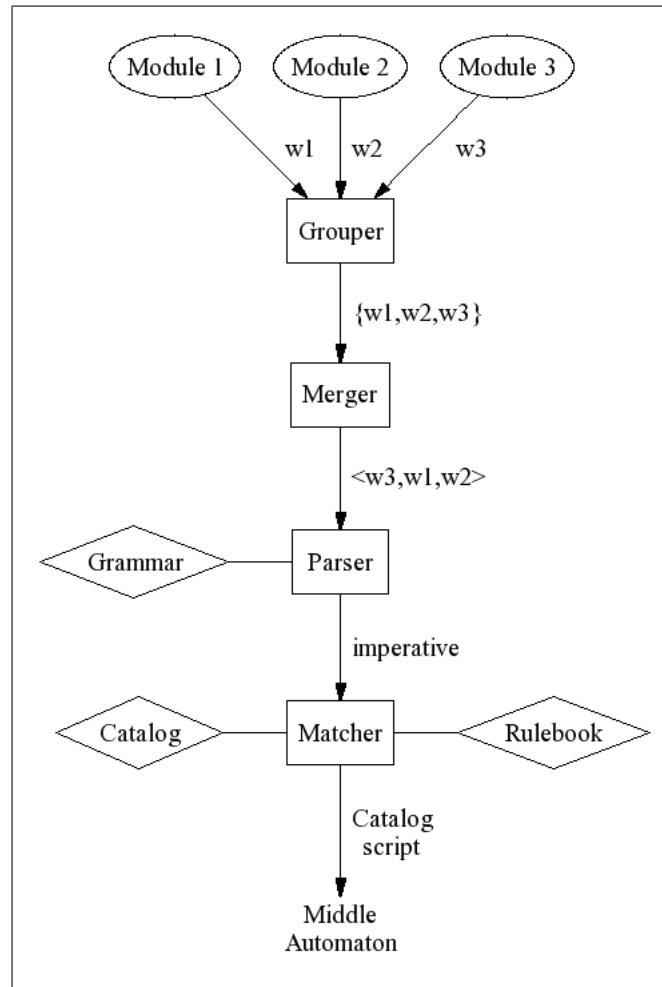 Module 1
Module 2
Module 3
w1
w2
w3
Grouper
{w1,w2,w3}
Merger
<w3,w1,w2>
Grammar
Parser
imperative
Catalog
Matcher
Rulebook
Catalog
script
Middle
Automaton